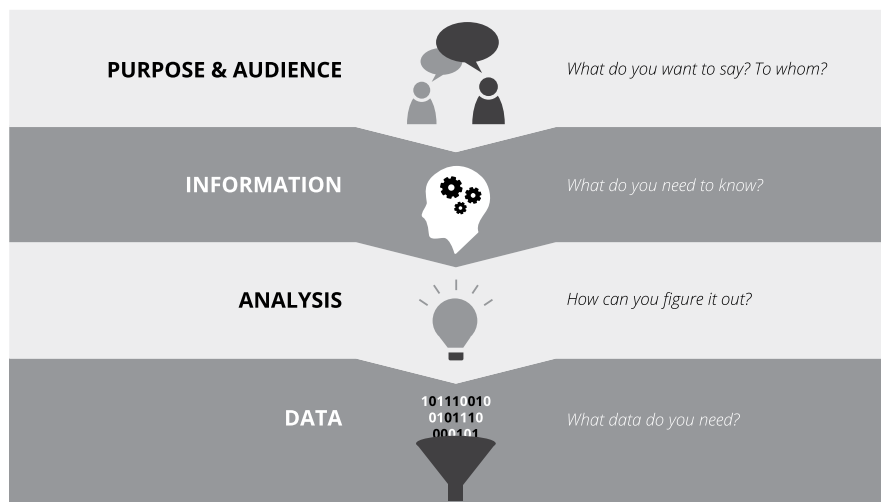 PURPOSE & AUDIENCE
What do you want to say? To whom?
INFORMATION
What do you need to know?
ANALYSIS
How can you figure it out?
DATA
101110010
0101110
000101
What data do you need?